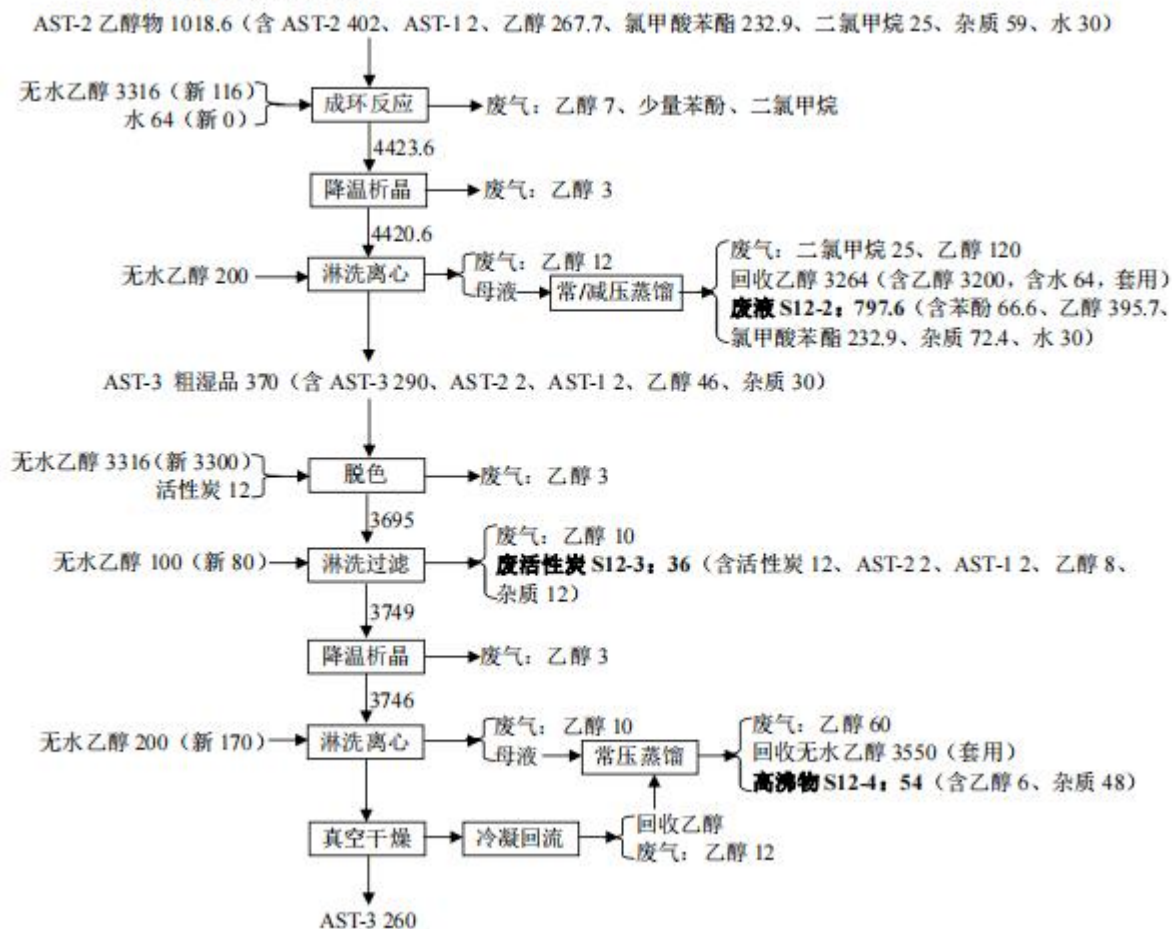 AST-2 乙醇物 1018.6（含 AST-2 402、AST-1 2、乙醇 267.7、氯甲酸苯酯 232.9、二氯甲烷 25、杂质 59、水 30）
无水乙醇 3316（新 116）
水 64（新 0）
成环反应
废气：乙醇 7、少量苯酚、二氯甲烷
4423.6
降温析晶
废气：乙醇 3
4420.6
无水乙醇 200
淋洗离心
废气：乙醇 12
母液
常/减压蒸馏
废气：二氯甲烷 25、乙醇 120
回收乙醇 3264（含乙醇 3200，含水 64，套用）
废液 S12-2：797.6（含苯酚 66.6、乙醇 395.7、
氯甲酸苯酯 232.9、杂质 72.4、水 30）
AST-3 粗湿品 370（含 AST-3 290、AST-2 2、AST-1 2、乙醇 46、杂质 30）
无水乙醇 3316（新 3300）
活性炭 12
脱色
废气：乙醇 3
3695
无水乙醇 100（新 80）
淋洗过滤
废气：乙醇 10
废活性炭 S12-3：36（含活性炭 12、AST-2 2、AST-1 2、乙醇 8、
杂质 12）
3749
降温析晶
废气：乙醇 3
3746
无水乙醇 200（新 170）
淋洗离心
废气：乙醇 10
母液
常压蒸馏
废气：乙醇 60
回收无水乙醇 3550（套用）
高沸物 S12-4：54（含乙醇 6、杂质 48）
真空干燥
冷凝回流
回收乙醇
废气：乙醇 12
AST-3 260